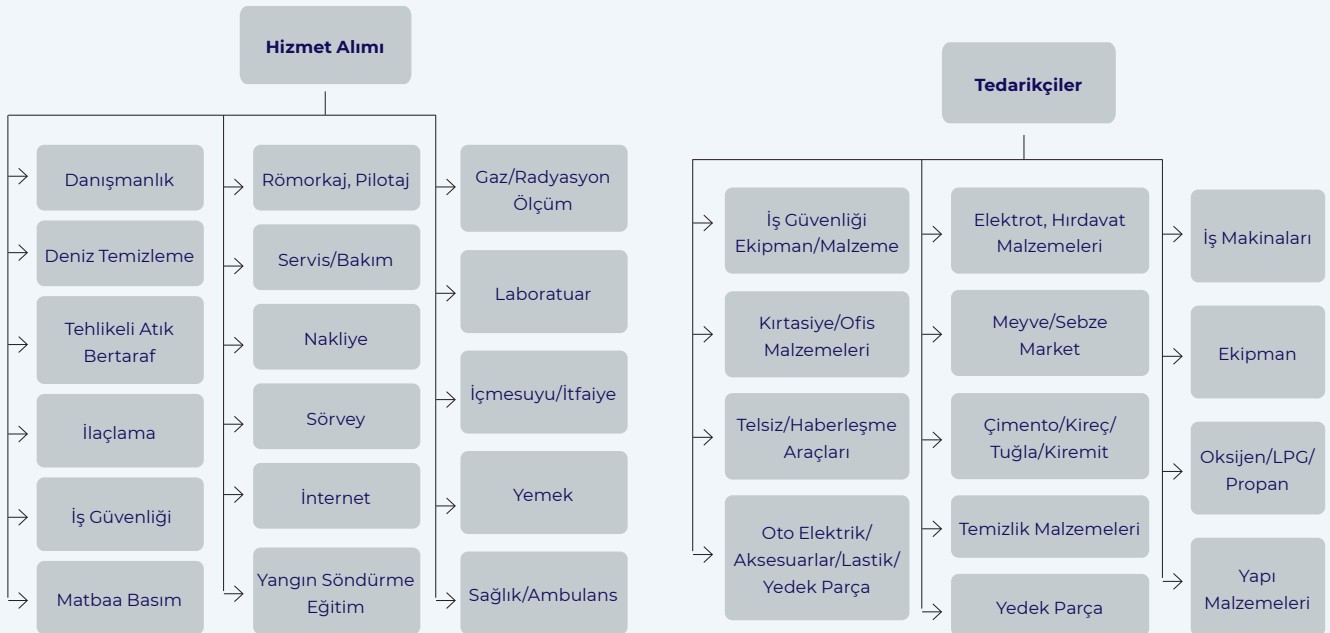 Hizmet Alımı
Danışmanlık
Deniz Temizleme
Tehlikeli Atık
Bertaraf
İlaçlama
İş Güvenliği
Matbaa Basım
Römorkaj, Pilotaj
Servis/Bakım
Nakliye
Sörvey
İnternet
Yangın Söndürme
Eğitim
Gaz/Radyasyon
Ölçüm
Laboratuar
İçmesuyu/İtfaiye
Yemek
Sağlık/Ambulans
Tedarikçiler
İş Güvenliği
Ekipman/Malzeme
Kırtasiye/Ofis
Malzemeleri
Telsiz/Haberleşme
Araçları
Oto Elektrik/
Aksesuarlar/Lastik/
Yedek Parça
Elektrot, Hırdavat
Malzemeleri
Meyve/Sebze
Market
Çimento/Kireç/
Tuğla/Kiremit
Temizlik Malzemeleri
Yedek Parça
İş Makinaları
Ekipman
Oksijen/LPG/
Propan
Yapı
Malzemeleri